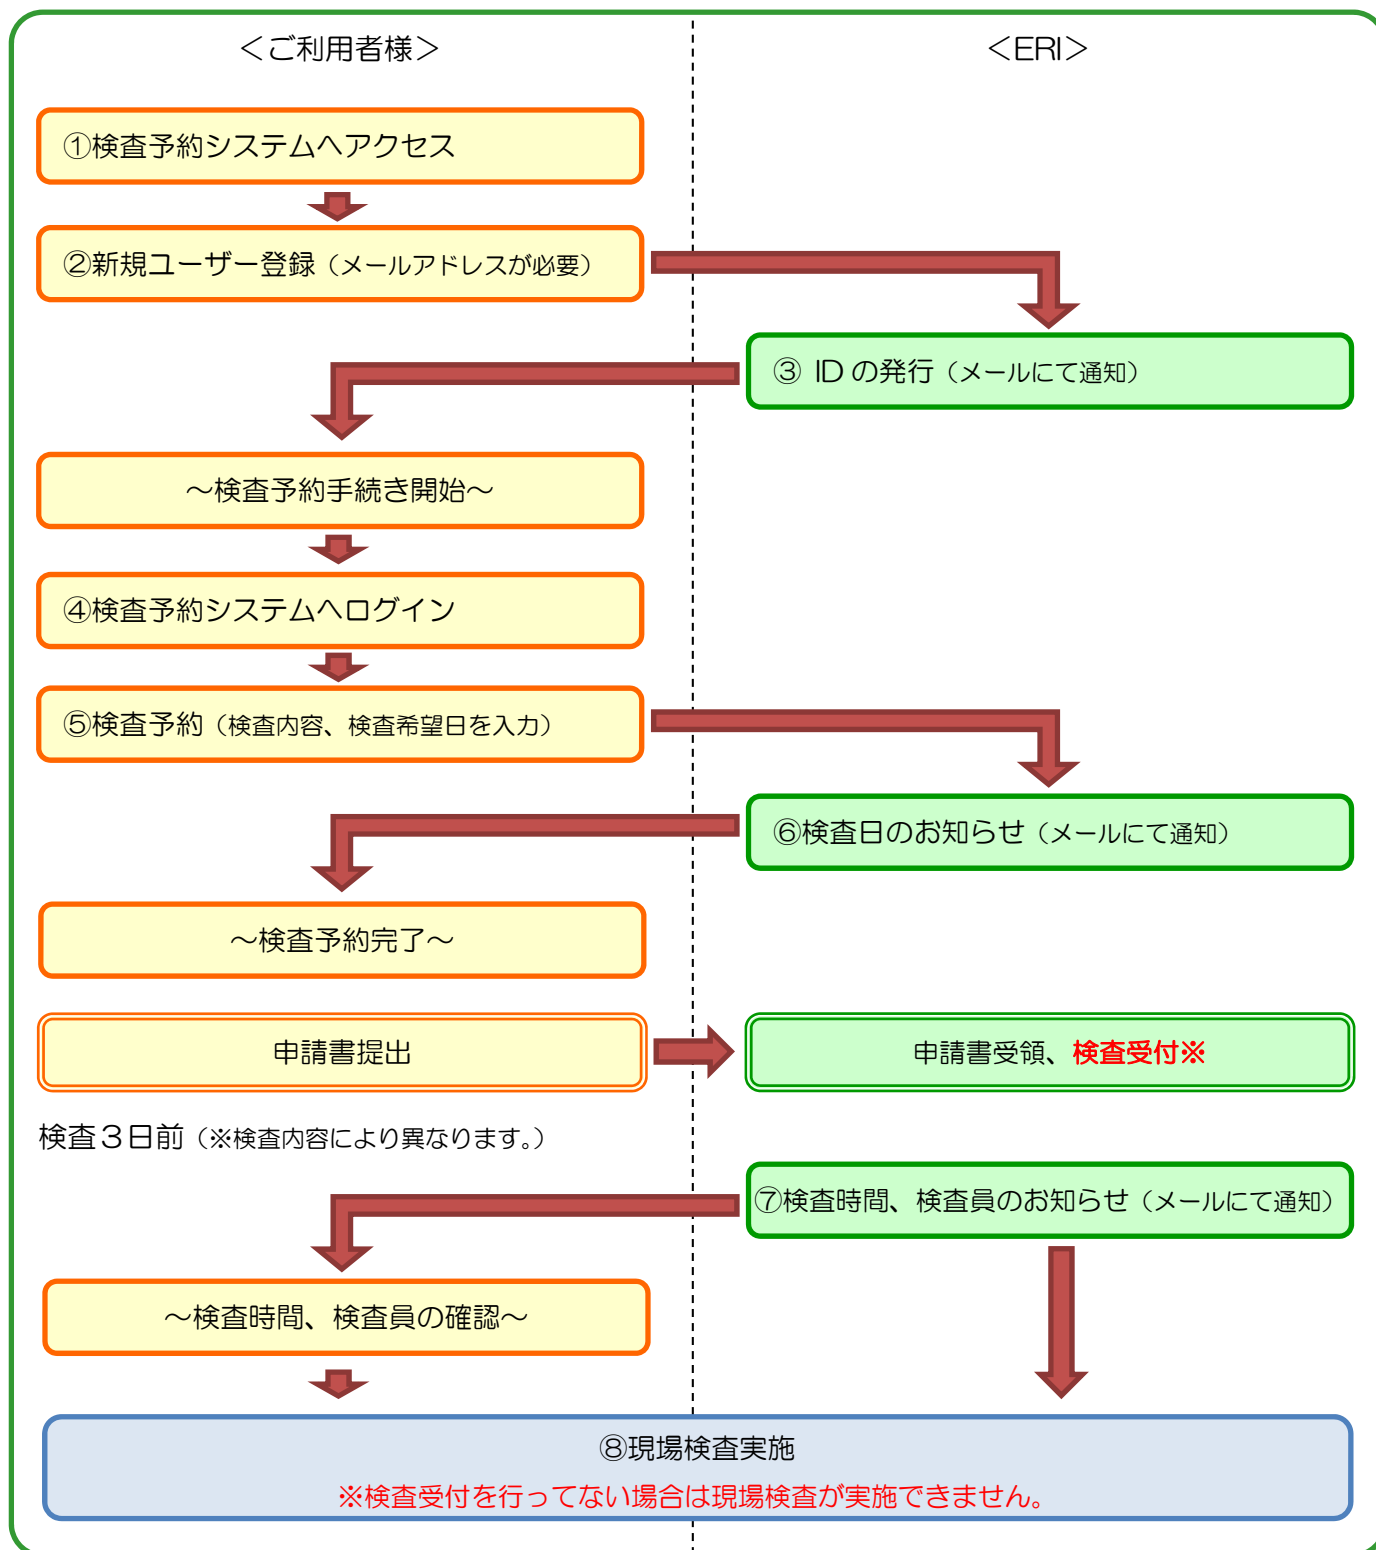 ＜ご利用者様＞
＜ERI＞
①検査予約システムへアクセス
②新規ユーザー登録（メールアドレスが必要）
③ IDの発行（メールにて通知）
～検査予約手続き開始～
④検査予約システムへログイン
⑤検査予約（検査内容、検査希望日を入力）
⑥検査日のお知らせ（メールにて通知）
～検査予約完了～
申請書提出
申請書受領、検査受付※
検査３日前（※検査内容により異なります。）
⑦検査時間、検査員のお知らせ（メールにて通知）
～検査時間、検査員の確認～
⑧現場検査実施
※検査受付を行ってない場合は現場検査が実施できません。